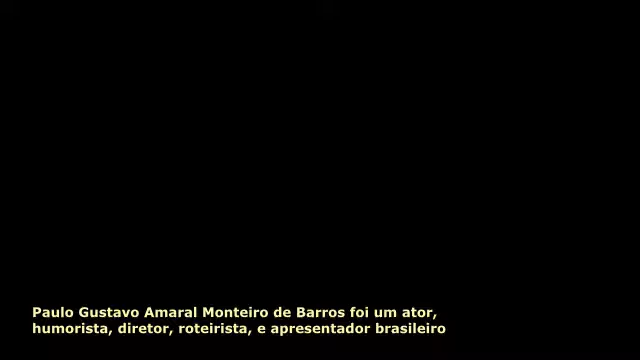 Paulo Gustavo Amaral Monteiro de Barros foi um ator,
humorista, diretor, roteirista, e apresentador brasileiro